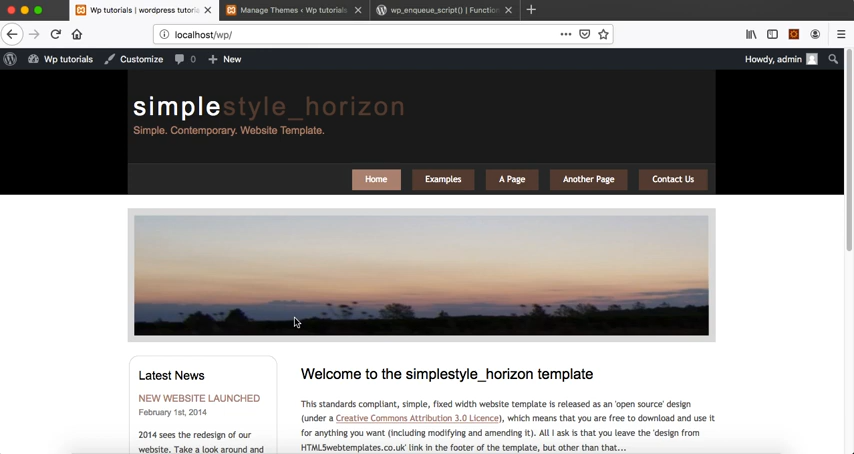 Wp tutorials | wordpress tutoria
Manage Themes ‹ Wp tutorials
wp_enqueue_script() | Function
localhost/wp/
Wp tutorials
Customize
0
New
Howdy, admin
simplestyle_horizon
Simple. Contemporary. Website Template.
Home
Examples
A Page
Another Page
Contact Us
Latest News
NEW WEBSITE LAUNCHED
February 1st, 2014
2014 sees the redesign of our
website. Take a look around and
Welcome to the simplestyle_horizon template
This standards compliant, simple, fixed width website template is released as an 'open source' design
(under a Creative Commons Attribution 3.0 Licence), which means that you are free to download and use it
for anything you want (including modifying and amending it). All I ask is that you leave the 'design from
HTML5webtemplates.co.uk' link in the footer of the template, but other than that...